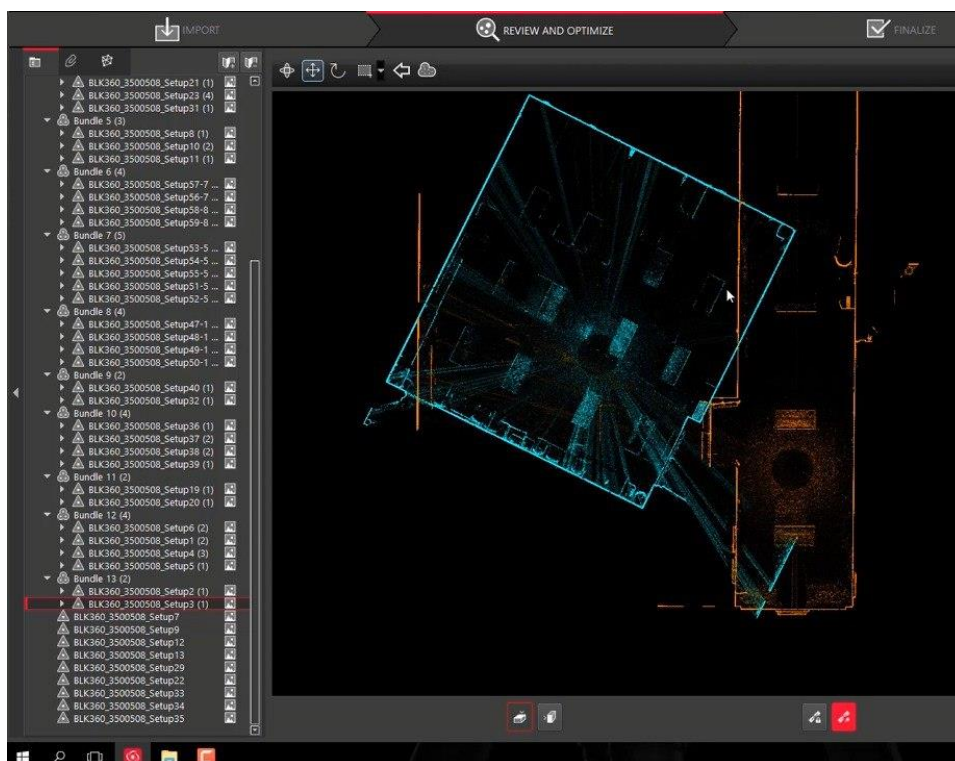 IMPORT
REVIEW AND OPTIMIZE
FINALIZE
BLK360_3500508_Setup21 (1)
BLK360_3500508_Setup23 (4)
BLK360_3500508_Setup31 (1)
Bundle 5 (3)
BLK360_3500508_Setup8 (1)
BLK360_3500508_Setup10 (2)
BLK360_3500508_Setup11 (1)
Bundle 6 (4)
BLK360_3500508_Setup57-7 ...
BLK360_3500508_Setup56-7 ...
BLK360_3500508_Setup58-8 ...
BLK360_3500508_Setup59-8 ...
Bundle 7 (5)
BLK360_3500508_Setup53-5 ...
BLK360_3500508_Setup54-5 ...
BLK360_3500508_Setup55-5 ...
BLK360_3500508_Setup51-5 ...
BLK360_3500508_Setup52-5 ...
Bundle 8 (4)
BLK360_3500508_Setup47-1 ...
BLK360_3500508_Setup48-1 ...
BLK360_3500508_Setup49-1 ...
BLK360_3500508_Setup50-1 ...
Bundle 9 (2)
BLK360_3500508_Setup40 (1)
BLK360_3500508_Setup32 (1)
Bundle 10 (4)
BLK360_3500508_Setup36 (1)
BLK360_3500508_Setup37 (2)
BLK360_3500508_Setup38 (2)
BLK360_3500508_Setup39 (1)
Bundle 11 (2)
BLK360_3500508_Setup19 (1)
BLK360_3500508_Setup20 (1)
Bundle 12 (4)
BLK360_3500508_Setup6 (2)
BLK360_3500508_Setup1 (2)
BLK360_3500508_Setup4 (3)
BLK360_3500508_Setup5 (1)
Bundle 13 (2)
BLK360_3500508_Setup2 (1)
BLK360_3500508_Setup3 (1)
BLK360_3500508_Setup7
BLK360_3500508_Setup9
BLK360_3500508_Setup12
BLK360_3500508_Setup13
BLK360_3500508_Setup29
BLK360_3500508_Setup22
BLK360_3500508_Setup33
BLK360_3500508_Setup34
BLK360_3500508_Setup35